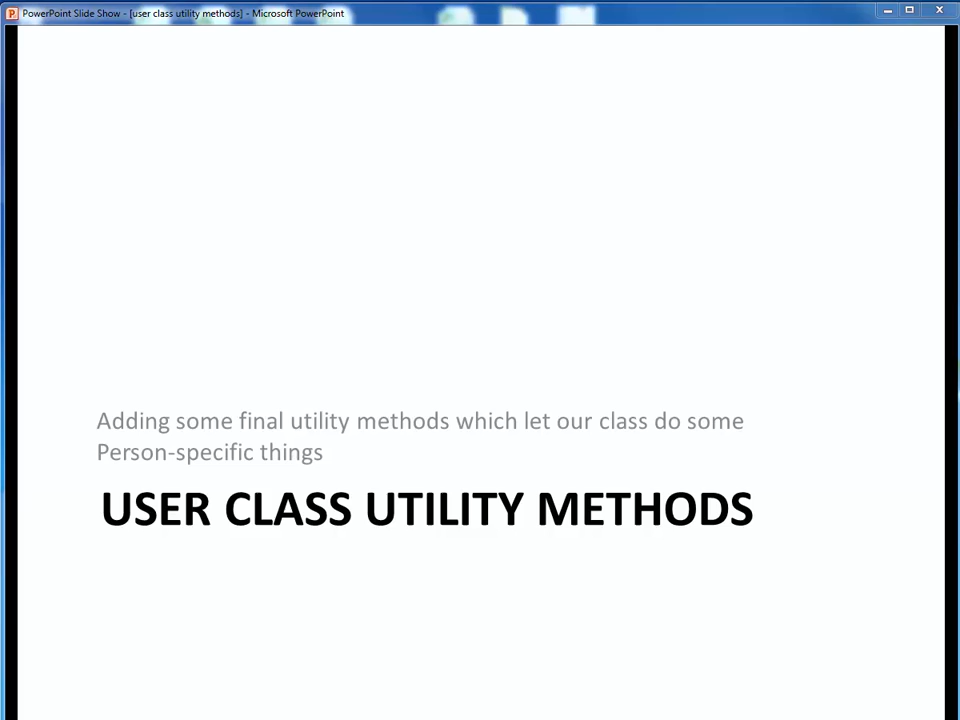 PowerPoint Slide Show - [user class utility methods] - Microsoft PowerPoint
Adding some final utility methods which let our class do some
Person-specific things
USER CLASS UTILITY METHODS